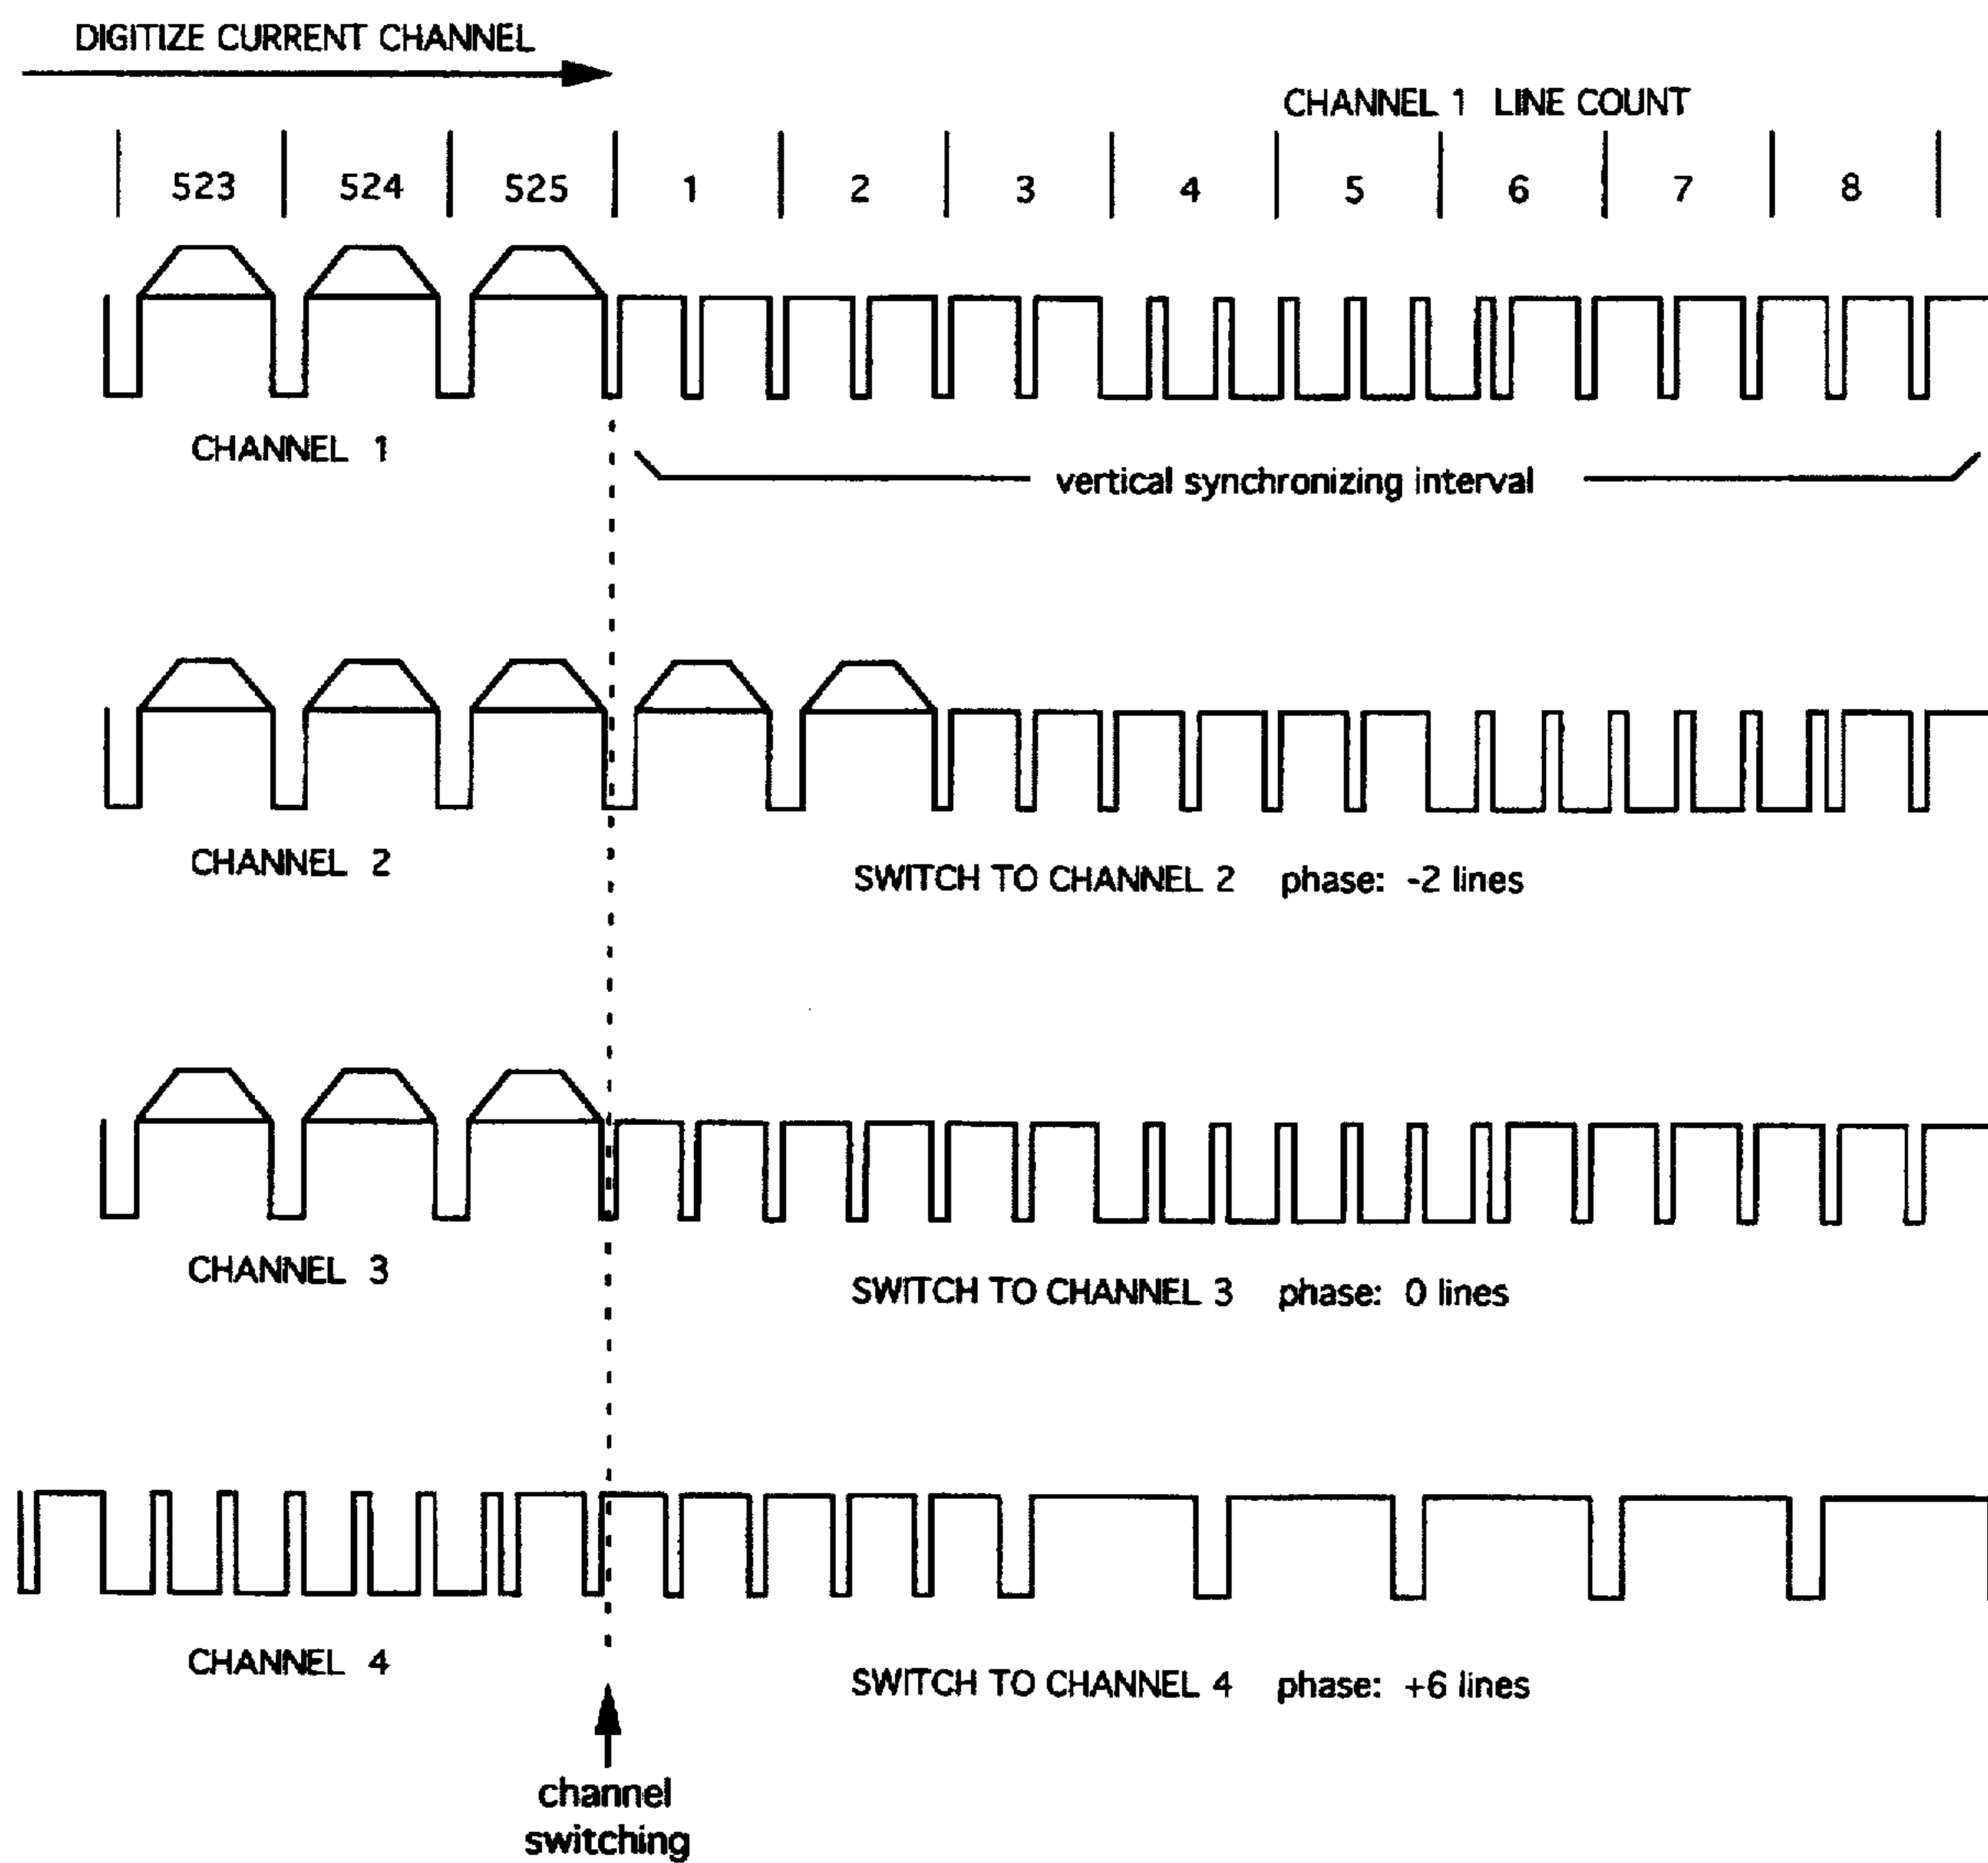 DIGITIZE CURRENT CHANNEL
CHANNEL 1 LINE COUNT
523 524 525 1 2 3 4 5 6 7 8
CHANNEL 1
vertical synchronizing interval
CHANNEL 2
SWITCH TO CHANNEL 2 phase: -2 lines
CHANNEL 3
SWITCH TO CHANNEL 3 phase: 0 lines
CHANNEL 4
SWITCH TO CHANNEL 4 phase: +6 lines
channel
switching